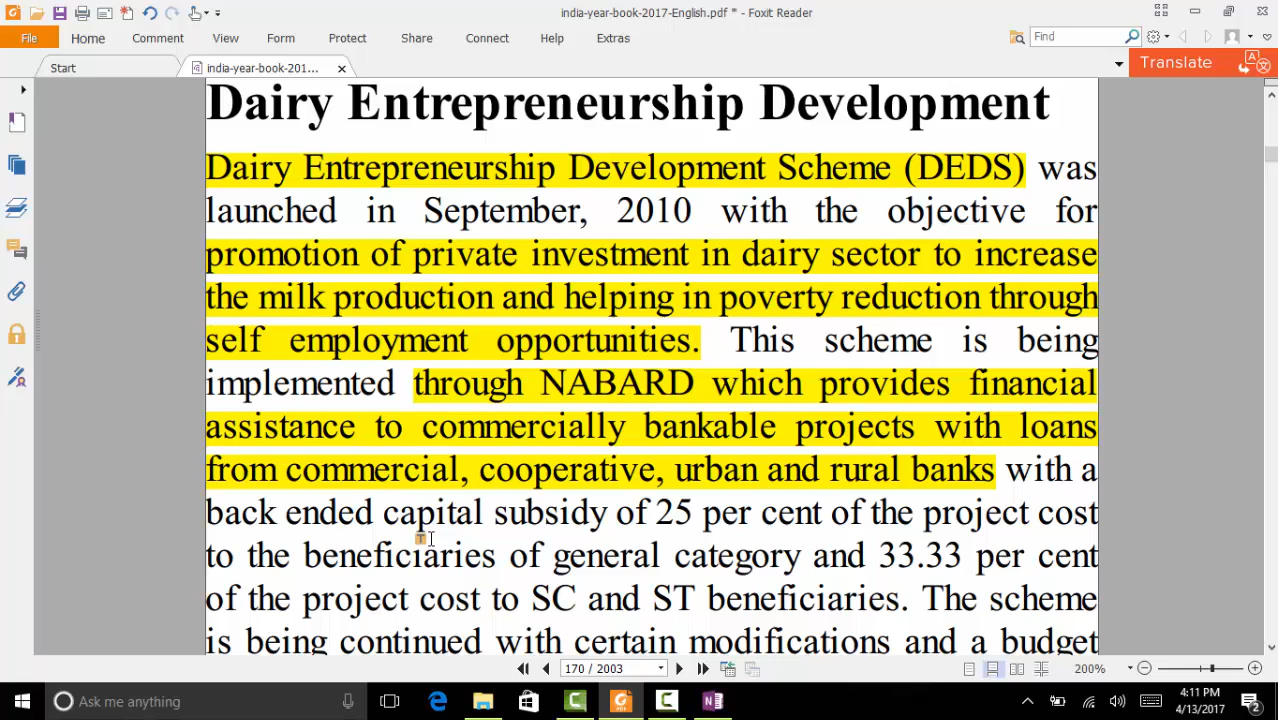 india-year-book-2017-English.pdf * - Foxit Reader
File Home Comment View Form Protect Share Connect Help Extras Find
Start india-year-book-201... Translate
Dairy Entrepreneurship Development
Dairy Entrepreneurship Development Scheme (DEDS) was
launched in September, 2010 with the objective for
promotion of private investment in dairy sector to increase
the milk production and helping in poverty reduction through
self employment opportunities. This scheme is being
implemented through NABARD which provides financial
assistance to commercially bankable projects with loans
from commercial, cooperative, urban and rural banks with a
back ended capital subsidy of 25 per cent of the project cost
to the beneficiaries of general category and 33.33 per cent
of the project cost to SC and ST beneficiaries. The scheme
is being continued with certain modifications and a budget
170 / 2003 200%
Ask me anything 4:11 PM
4/13/2017 2